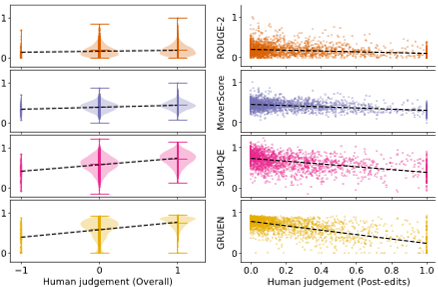 1
0
ROUGE-2
1
0
1
0
MoverScore
1
0
1
0
SUM-QE
1
0
1
0
GRUEN
1
0
−1 0 1
0.0 0.2 0.4 0.6 0.8 1.0
Human judgement (Overall)
Human judgement (Post-edits)